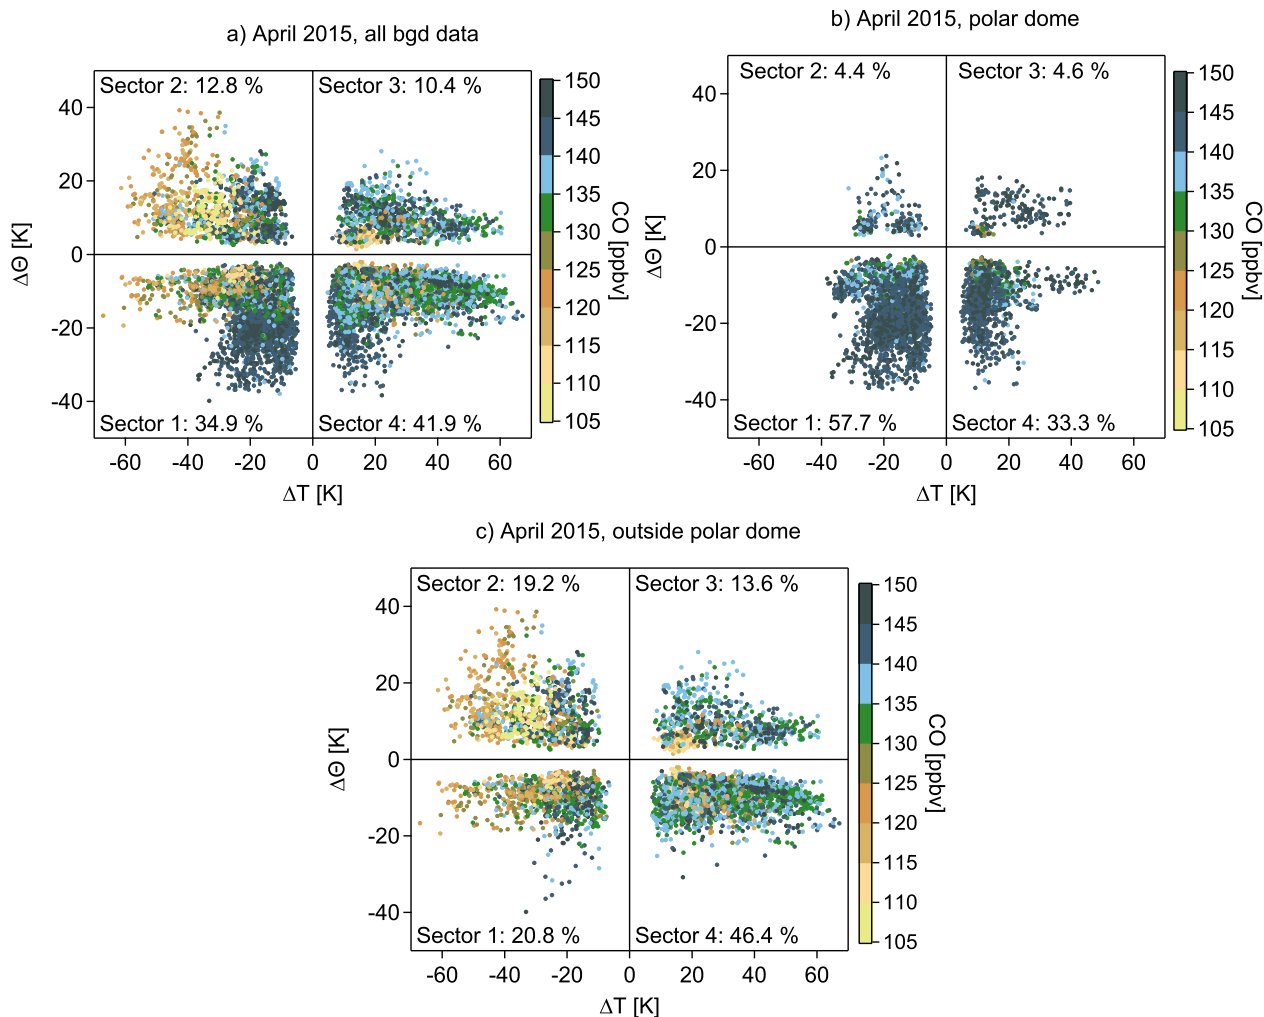 a) April 2015, all bgd data
Sector 2: 12.8 %
Sector 3: 10.4 %
Sector 1: 34.9 %
Sector 4: 41.9 %
40
20
0
-20
-40
ΔΘ [K]
-60
-40
-20
0
20
40
60
ΔT [K]
150
145
140
135
130
125
120
115
110
105
CO [ppbv]
b) April 2015, polar dome
Sector 2: 4.4 %
Sector 3: 4.6 %
Sector 1: 57.7 %
Sector 4: 33.3 %
40
20
0
-20
-40
ΔΘ [K]
-60
-40
-20
0
20
40
60
ΔT [K]
150
145
140
135
130
125
120
115
110
105
CO [ppbv]
c) April 2015, outside polar dome
Sector 2: 19.2 %
Sector 3: 13.6 %
Sector 1: 20.8 %
Sector 4: 46.4 %
40
20
0
-20
-40
ΔΘ [K]
-60
-40
-20
0
20
40
60
ΔT [K]
150
145
140
135
130
125
120
115
110
105
CO [ppbv]